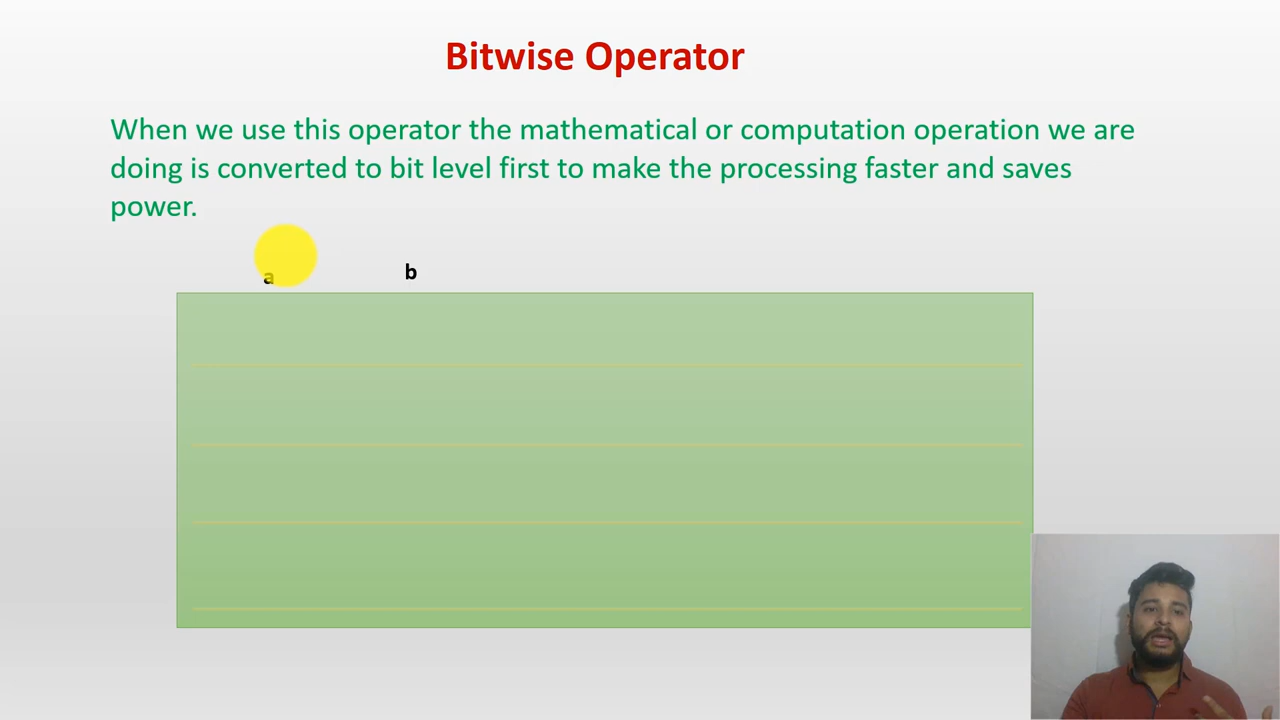 Bitwise Operator
When we use this operator the mathematical or computation operation we are
doing is converted to bit level first to make the processing faster and saves
power.
a b